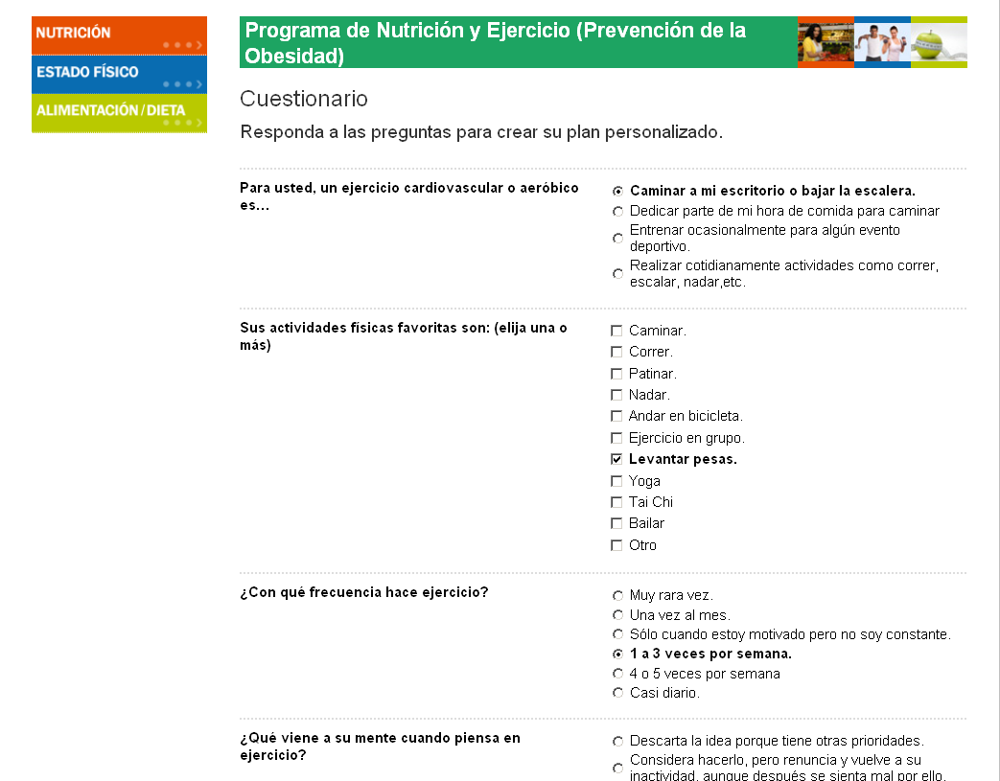 NUTRICIÓN
ESTADO FÍSICO
ALIMENTACIÓN / DIETA
Programa de Nutrición y Ejercicio (Prevención de la
Obesidad)
Cuestionario
Responda a las preguntas para crear su plan personalizado.
Para usted, un ejercicio cardiovascular o aeróbico
es...
Caminar a mi escritorio o bajar la escalera.
Dedicar parte de mi hora de comida para caminar
Entrenar ocasionalmente para algún evento
deportivo.
Realizar cotidianamente actividades como correr,
escalar, nadar,etc.
Sus actividades físicas favoritas son: (elija una o
más)
Caminar.
Correr.
Patinar.
Nadar.
Andar en bicicleta.
Ejercicio en grupo.
Levantar pesas.
Yoga
Tai Chi
Bailar
Otro
¿Con qué frecuencia hace ejercicio?
Muy rara vez.
Una vez al mes.
Sólo cuando estoy motivado pero no soy constante.
1 a 3 veces por semana.
4 o 5 veces por semana
Casi diario.
¿Qué viene a su mente cuando piensa en
ejercicio?
Descarta la idea porque tiene otras prioridades.
Considera hacerlo, pero renuncia y vuelve a su
inactividad, aunque después se sienta mal por ello.